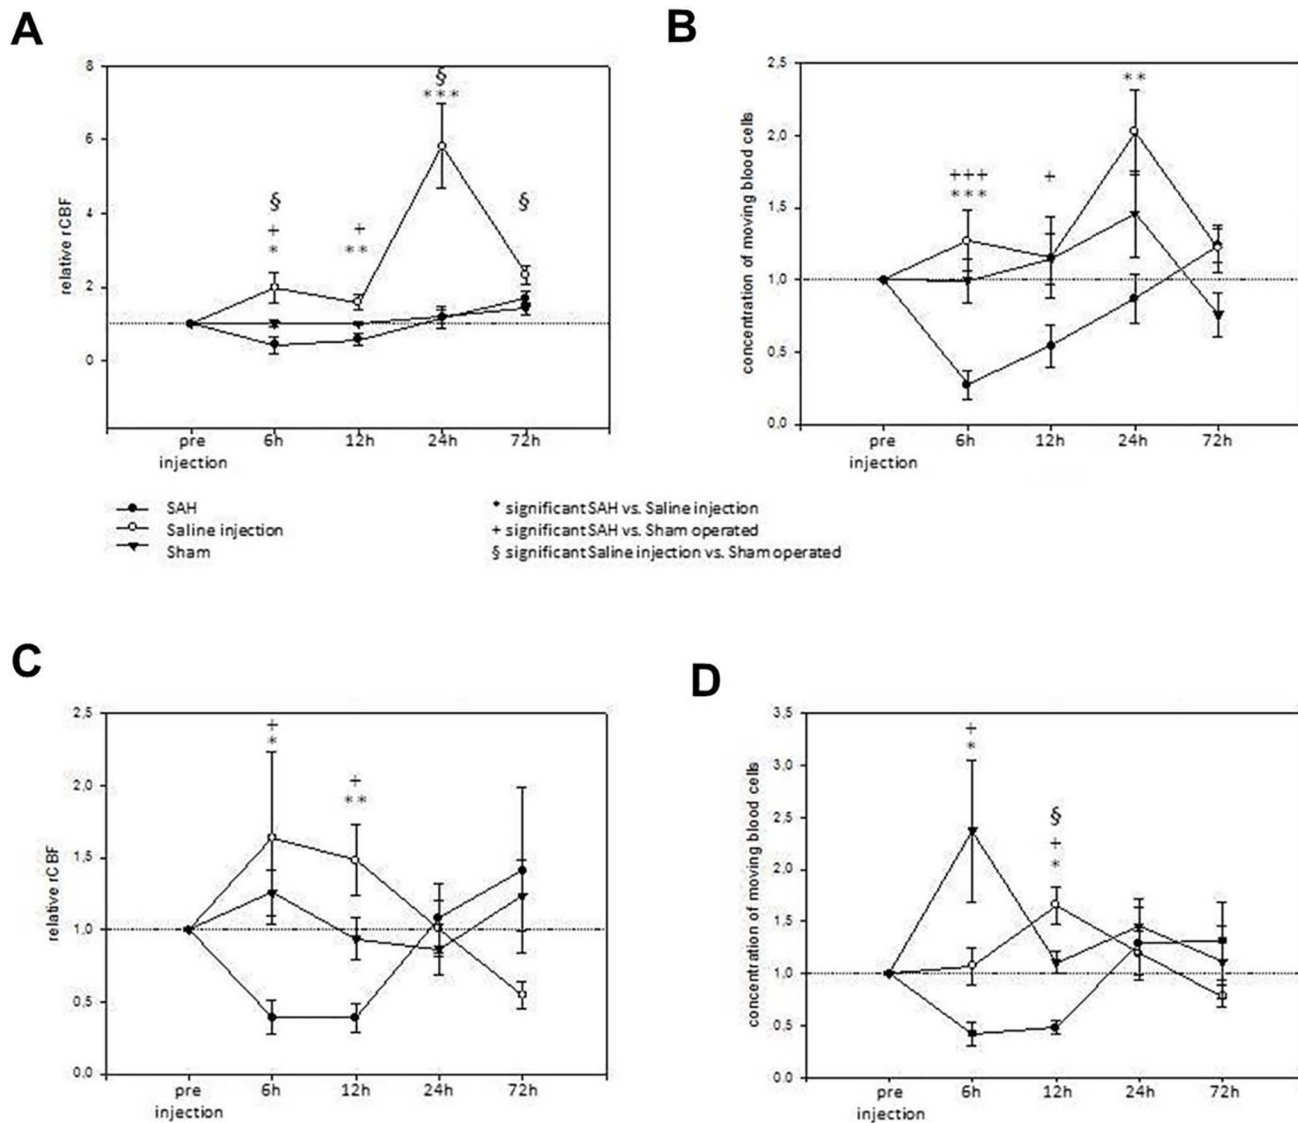 A
B
8
6
4
2
0
relative rCBF
§
***
§
+
*
+
**
§
pre
injection
6h
12h
24h
72h
2,5
2,0
1,5
1,0
0,5
0,0
concentration of moving blood cells
+++
***
+
**
pre
injection
6h
12h
24h
72h
SAH
Saline injection
Sham
* significant SAH vs. Saline injection
+ significant SAH vs. Sham operated
§ significant Saline injection vs. Sham operated
C
D
2,5
2,0
1,5
1,0
0,5
0,0
relative rCBF
+
*
+
**
pre
injection
6h
12h
24h
72h
3,5
3,0
2,5
2,0
1,5
1,0
0,5
0,0
concentration of moving blood cells
+
*
§
+
*
pre
injection
6h
12h
24h
72h